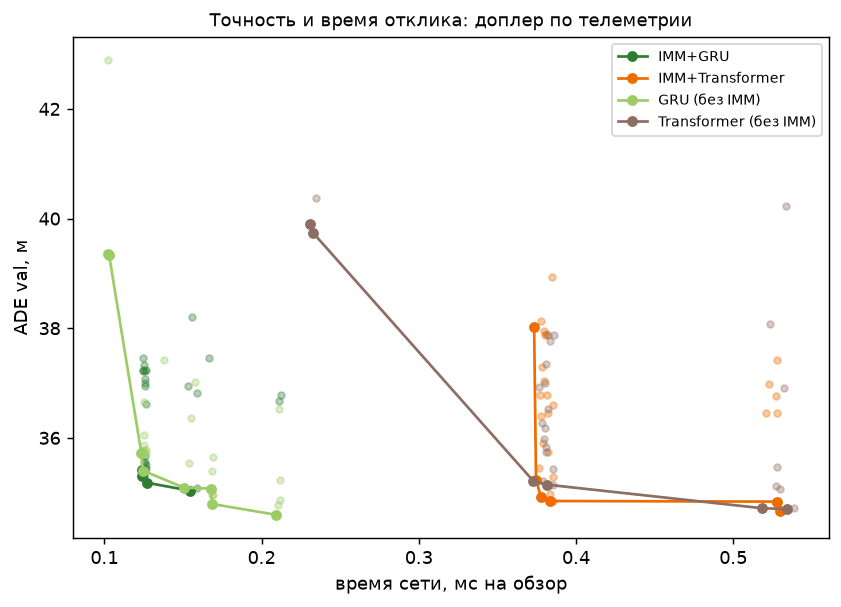 Точность и время отклика: доплер по телеметрии
IMM+GRU
IMM+Transformer
GRU (без IMM)
Transformer (без IMM)
ADE val, м
42
40
38
36
0.1
0.2
0.3
0.4
0.5
время сети, мс на обзор